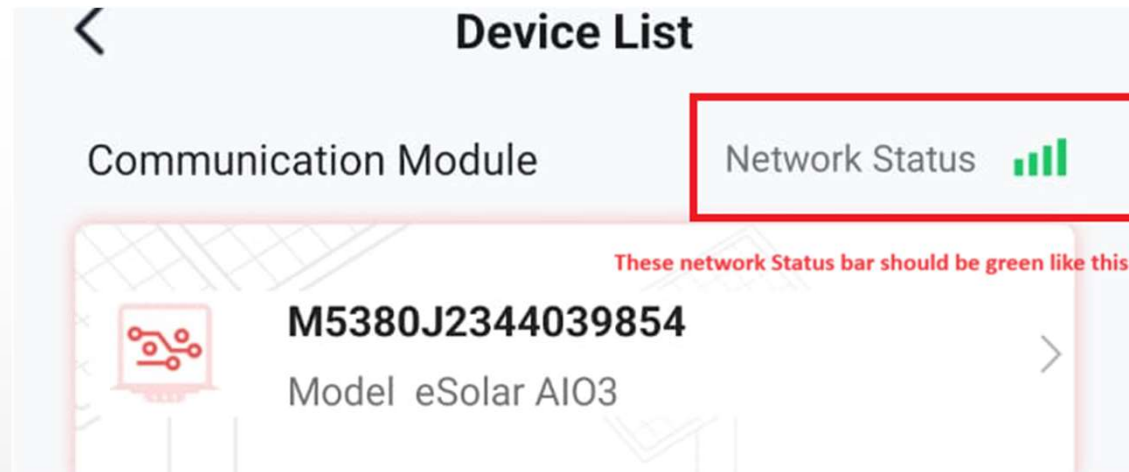 Device List
Communication Module
Network Status
These network Status bar should be green like this
M5380J2344039854
Model eSolar AIO3